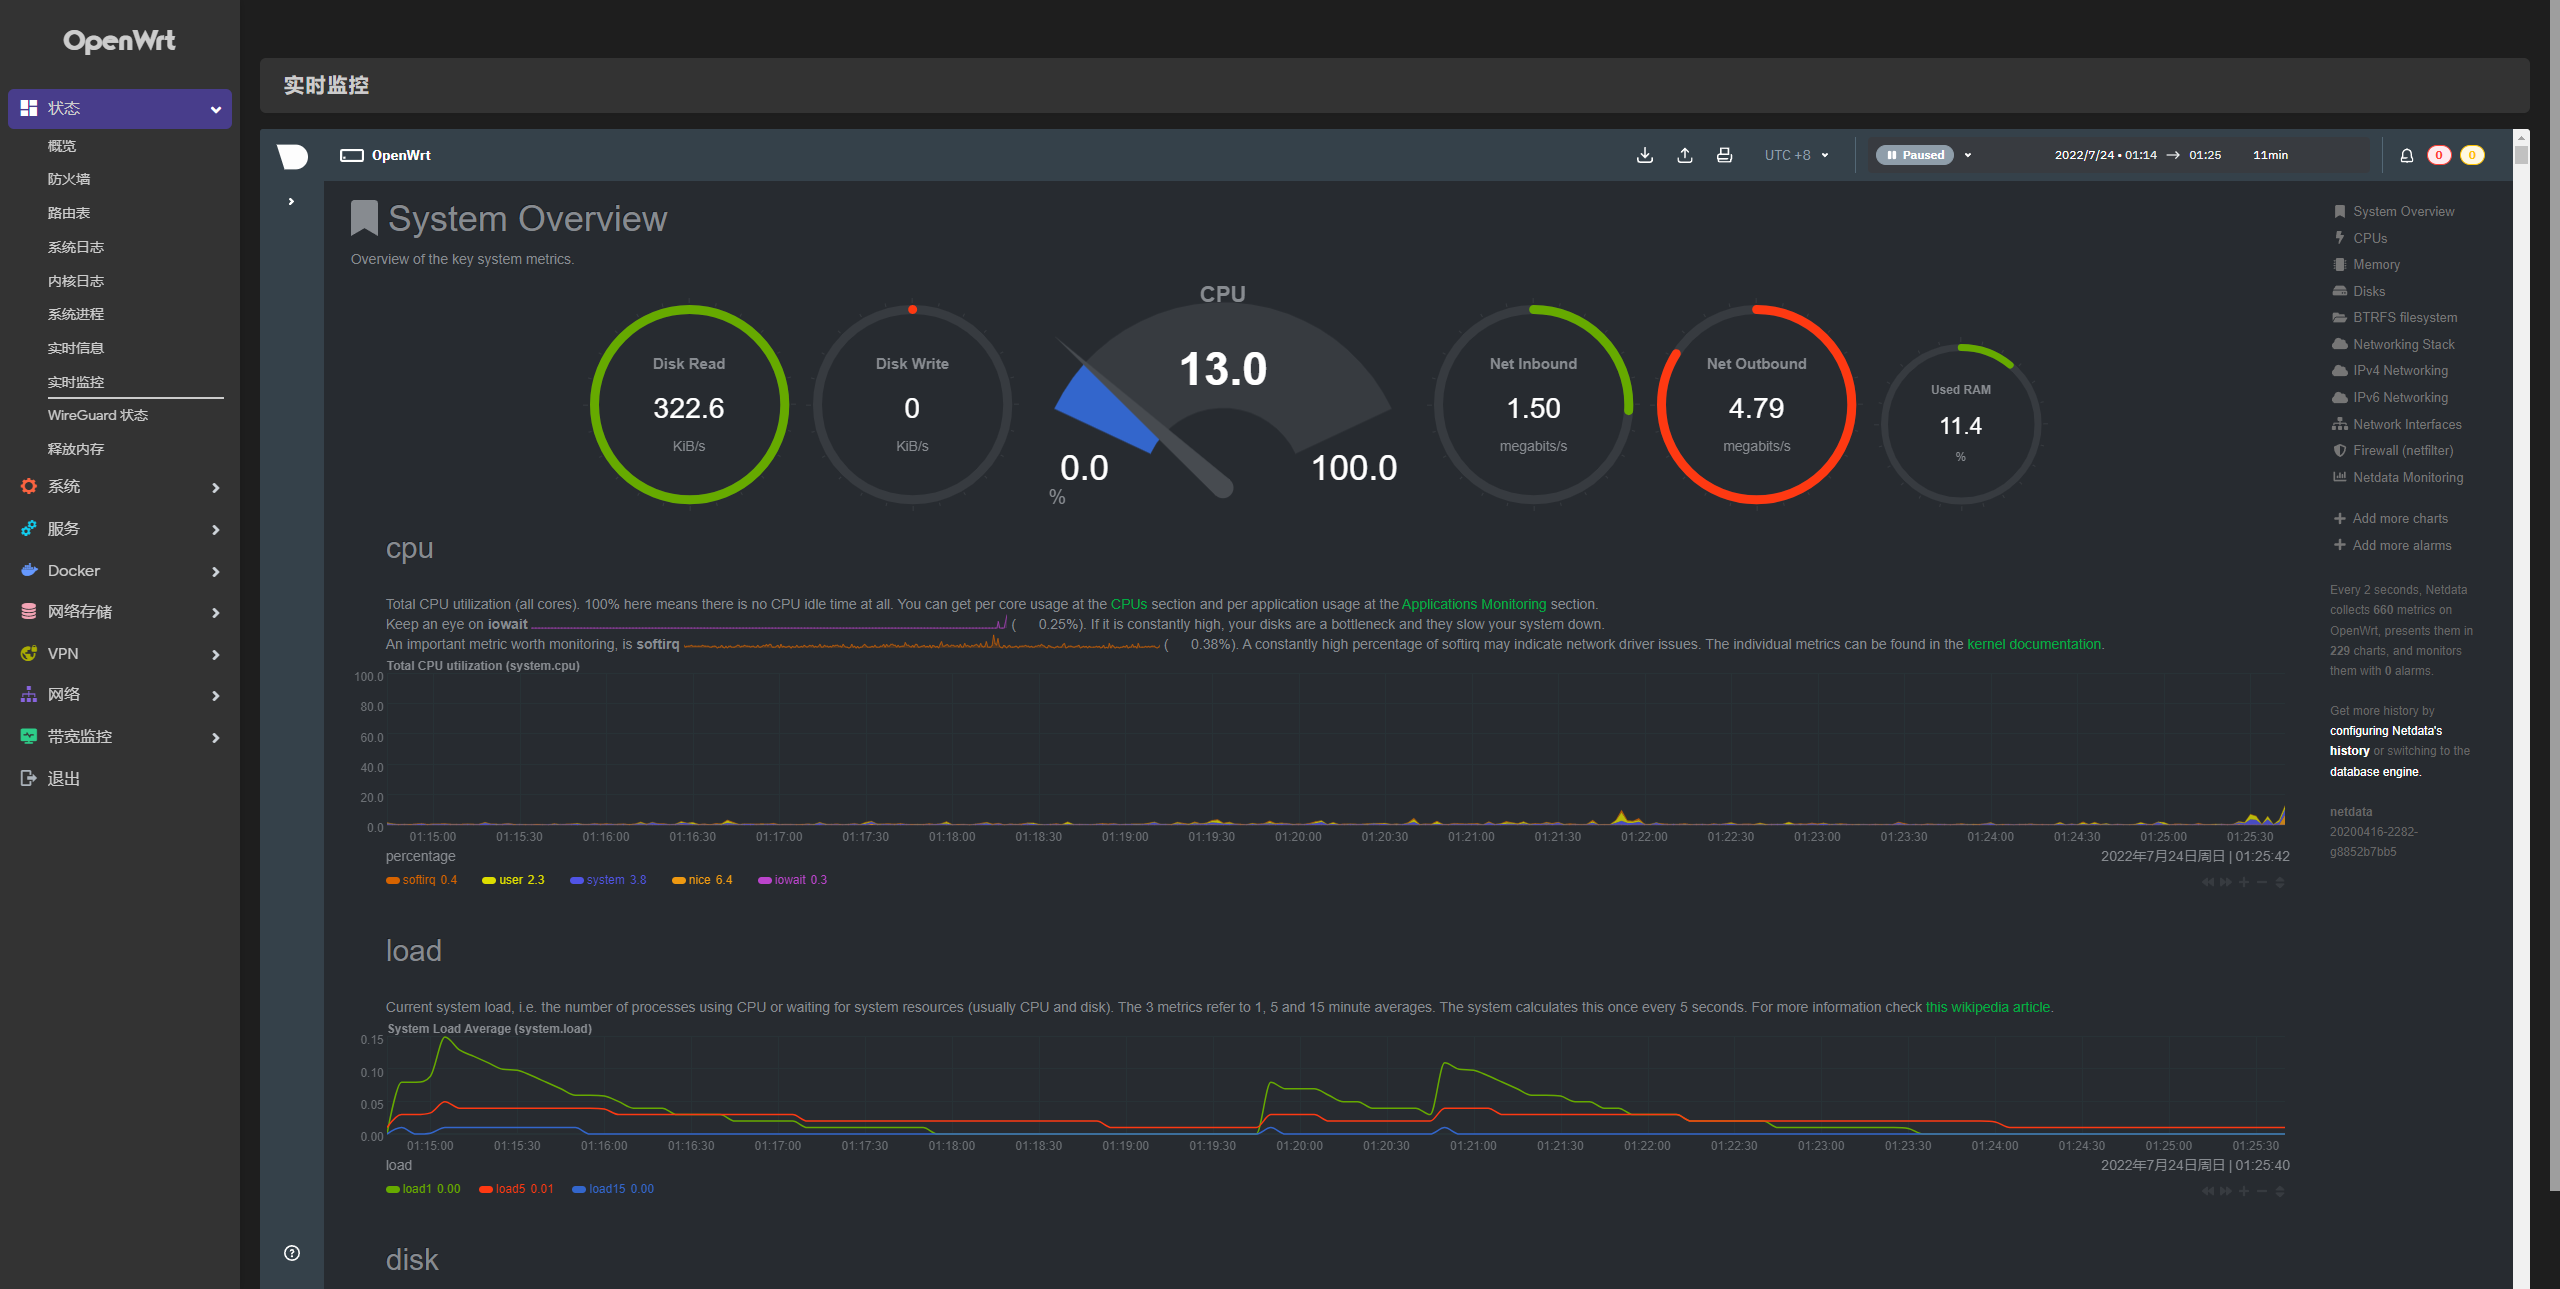 OpenWrt
状态
概览
防火墙
路由表
系统日志
内核日志
系统进程
实时信息
实时监控
WireGuard 状态
释放内存
系统
服务
Docker
网络存储
VPN
网络
带宽监控
退出
实时监控
OpenWrt
UTC +8
Paused
2022/7/24 • 01:14 → 01:25 11min
0 0
System Overview
Overview of the key system metrics.
Disk Read
322.6
KiB/s
Disk Write
0
KiB/s
CPU
13.0
0.0 100.0
%
Net Inbound
1.50
megabits/s
Net Outbound
4.79
megabits/s
Used RAM
11.4
%
cpu
Total CPU utilization (all cores). 100% here means there is no CPU idle time at all. You can get per core usage at the CPUs section and per application usage at the Applications Monitoring section.
Keep an eye on iowait ( 0.25%). If it is constantly high, your disks are a bottleneck and they slow your system down.
An important metric worth monitoring, is softirq ( 0.38%). A constantly high percentage of softirq may indicate network driver issues. The individual metrics can be found in the kernel documentation.
Total CPU utilization (system.cpu)
100.0
80.0
60.0
40.0
20.0
0.0
01:15:00 01:15:30 01:16:00 01:16:30 01:17:00 01:17:30 01:18:00 01:18:30 01:19:00 01:19:30 01:20:00 01:20:30 01:21:00 01:21:30 01:22:00 01:22:30 01:23:00 01:23:30 01:24:00 01:24:30 01:25:00 01:25:30
percentage 2022年7月24日周日 | 01:25:42
softirq 0.4 user 2.3 system 3.8 nice 6.4 iowait 0.3
load
Current system load, i.e. the number of processes using CPU or waiting for system resources (usually CPU and disk). The 3 metrics refer to 1, 5 and 15 minute averages. The system calculates this once every 5 seconds. For more information check this wikipedia article.
System Load Average (system.load)
0.15
0.10
0.05
0.00
01:15:00 01:15:30 01:16:00 01:16:30 01:17:00 01:17:30 01:18:00 01:18:30 01:19:00 01:19:30 01:20:00 01:20:30 01:21:00 01:21:30 01:22:00 01:22:30 01:23:00 01:23:30 01:24:00 01:24:30 01:25:00 01:25:30
load 2022年7月24日周日 | 01:25:40
load1 0.00 load5 0.01 load15 0.00
disk
System Overview
CPUs
Memory
Disks
BTRFS filesystem
Networking Stack
IPv4 Networking
IPv6 Networking
Network Interfaces
Firewall (netfilter)
Netdata Monitoring
Add more charts
Add more alarms
Every 2 seconds, Netdata
collects 660 metrics on
OpenWrt, presents them in
229 charts, and monitors
them with 0 alarms.
Get more history by
configuring Netdata's
history or switching to the
database engine.
netdata
20200416-2282-
g8852b7bb5